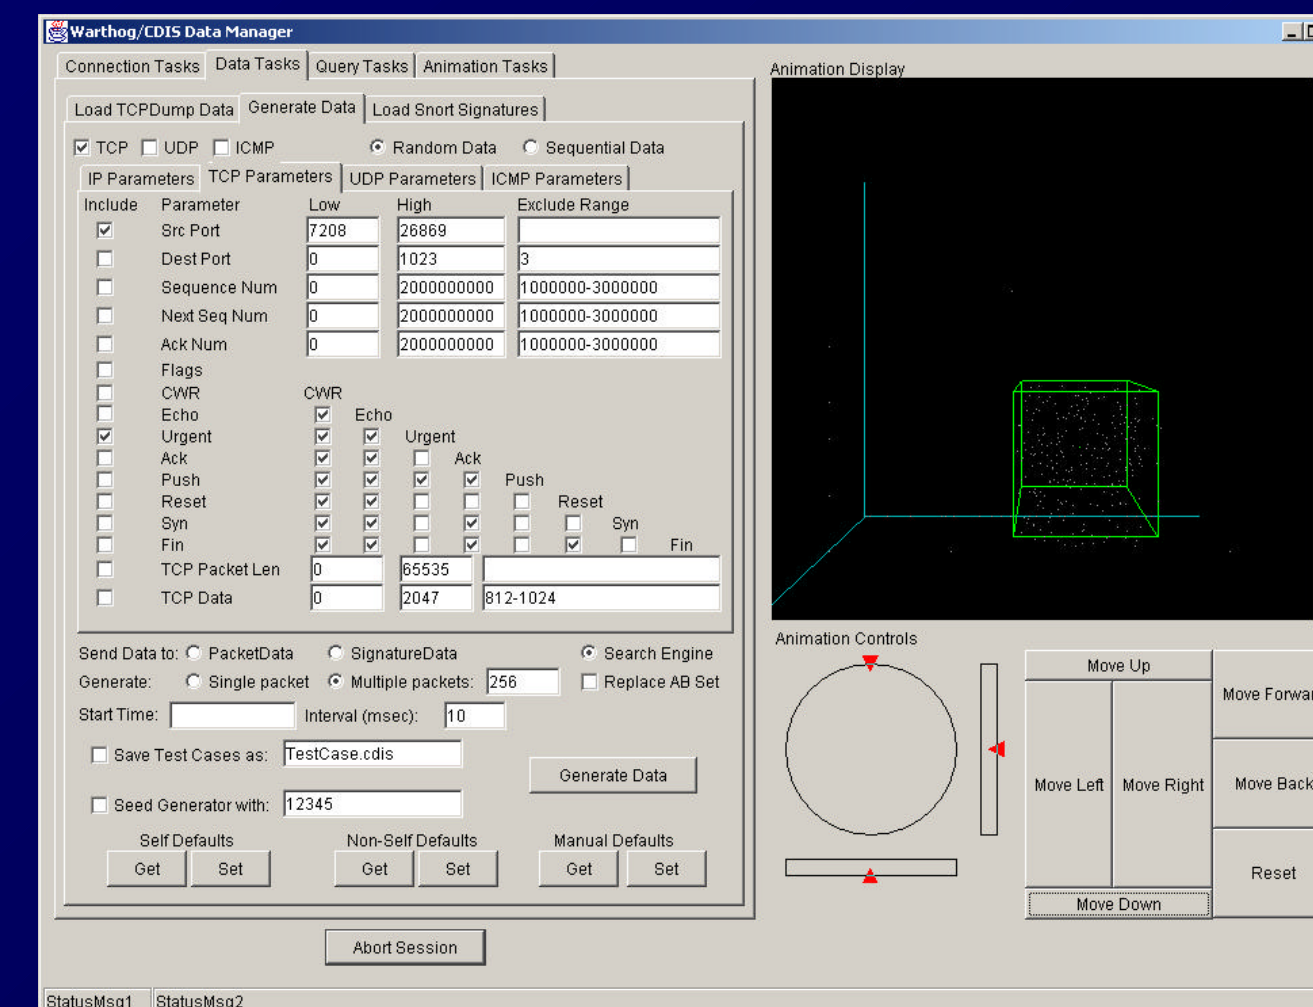 Warthog/CDIS Data Manager
Connection Tasks Data Tasks Query Tasks Animation Tasks
Load TCPDump Data Generate Data Load Snort Signatures
TCP UDP ICMP Random Data Sequential Data
IP Parameters TCP Parameters UDP Parameters ICMP Parameters
Include Parameter Low High Exclude Range
Src Port 7208 26869
Dest Port 0 1023 3
Sequence Num 0 2000000000 1000000-3000000
Next Seq Num 0 2000000000 1000000-3000000
Ack Num 0 2000000000 1000000-3000000
Flags
CWR CWR
Echo Echo
Urgent Urgent
Ack Ack
Push Push
Reset Reset
Syn Syn
Fin Fin
TCP Packet Len 0 65535
TCP Data 0 2047 812-1024
Send Data to: PacketData SignatureData Search Engine
Generate: Single packet Multiple packets: 256 Replace AB Set
Start Time: Interval (msec): 10
Save Test Cases as: TestCase.cdis
Generate Data
Seed Generator with: 12345
Self Defaults Non-Self Defaults Manual Defaults
Get Set Get Set Get Set
Abort Session
Animation Display
Animation Controls
Move Up
Move Forwar
Move Left Move Right Move Back
Reset
Move Down
StatusMsg1 StatusMsg2